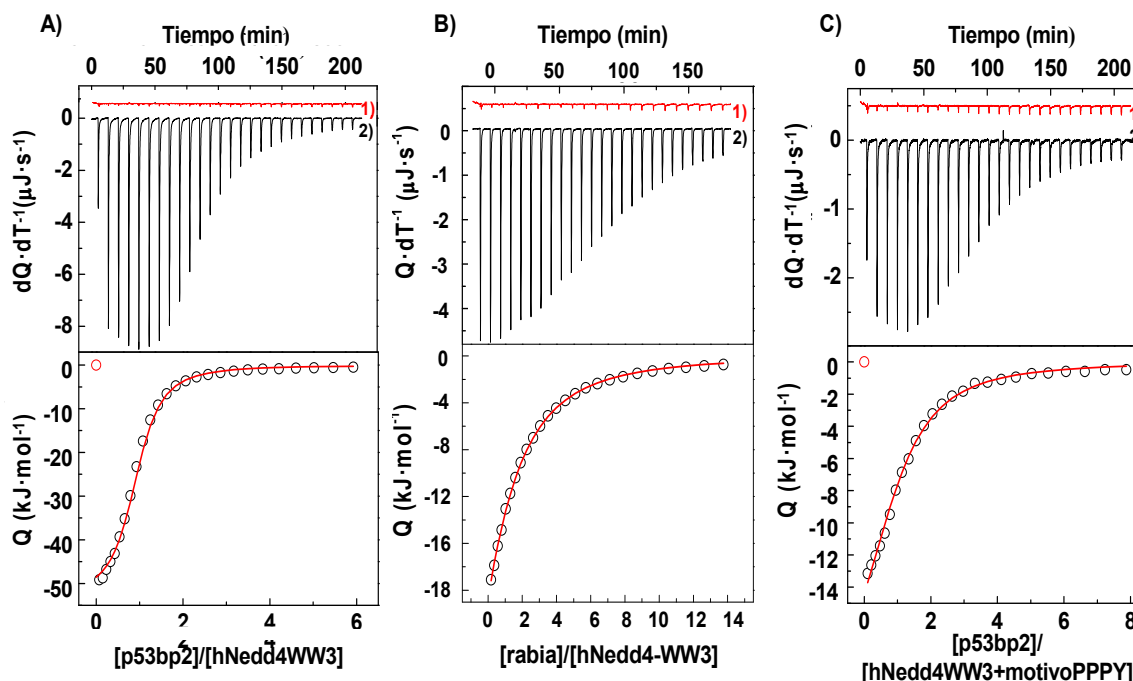 A)
Tiempo (min)
0 50 100 150 200
1)
2)
0
-2
-4
-6
-8
dQ·dT⁻¹(µJ·s⁻¹)
0
-10
-20
-30
-40
-50
Q (kJ·mol⁻¹)
0 2 4 6
[p53bp2]/[hNedd4WW3]
B)
Tiempo (min)
0 50 100 150
1)
2)
0
-1
-2
-3
-4
Q·dT⁻¹ (µJ·s⁻¹)
0
-4
-8
-12
-16
-18
Q (kJ·mol⁻¹)
0 2 4 6 8 10 12 14
[rabia]/[hNedd4-WW3]
C)
Tiempo (min)
0 50 100 150 200
0
-1
-2
dQ·dT⁻¹(µJ·s⁻¹)
0
-2
-4
-6
-8
-10
-12
-14
Q (kJ·mol⁻¹)
0 2 4 6 8
[p53bp2]/
[hNedd4WW3+motivoPPPY]